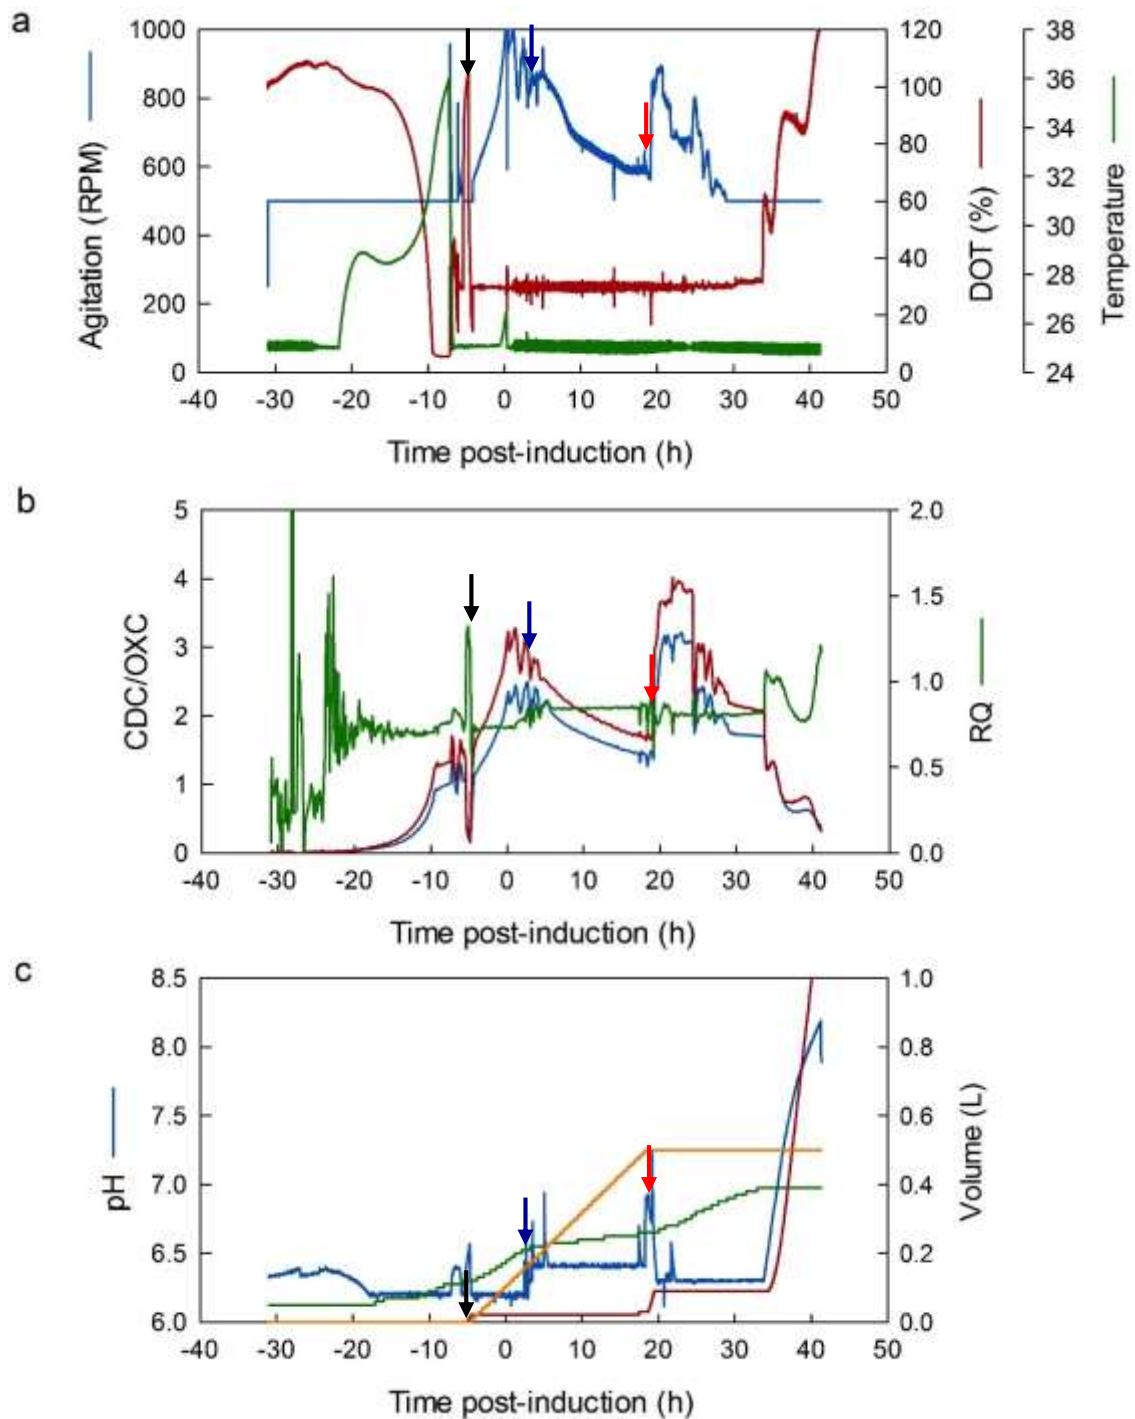 a
1000
800
600
400
200
0
Agitation (RPM)
120
100
80
60
40
20
0
DOT (%)
38
36
34
32
30
28
26
24
Temperature
-40 -30 -20 -10 0 10 20 30 40 50
Time post-induction (h)
b
5
4
3
2
1
0
CDC/OXC
2.0
1.5
1.0
0.5
0.0
RQ
-40 -30 -20 -10 0 10 20 30 40 50
Time post-induction (h)
c
8.5
8.0
7.5
7.0
6.5
6.0
pH
1.0
0.8
0.6
0.4
0.2
0.0
Volume (L)
-40 -30 -20 -10 0 10 20 30 40 50
Time post-induction (h)